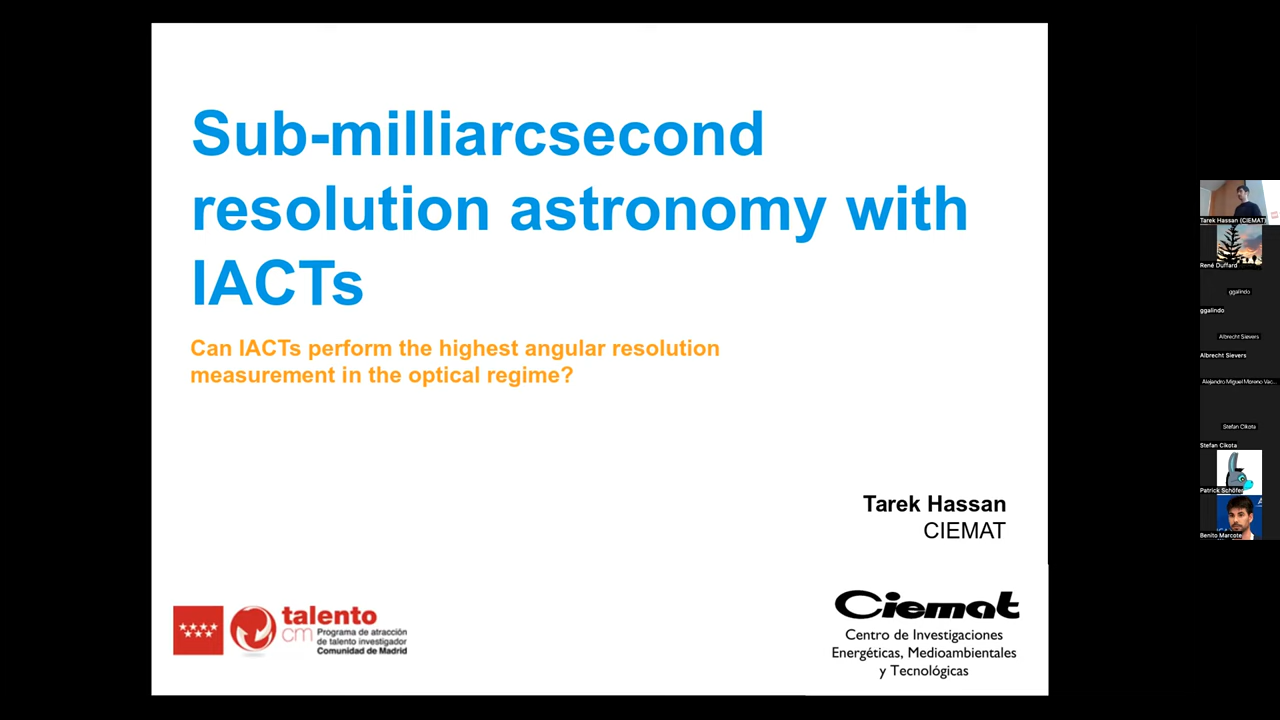 Sub-milliarcsecond
resolution astronomy with
IACTs
Can IACTs perform the highest angular resolution
measurement in the optical regime?
Tarek Hassan
CIEMAT
talento
cm
Programa de atracción
de talento investigador
Comunidad de Madrid
Ciemat
Centro de Investigaciones
Energéticas, Medioambientales
y Tecnológicas
Tarek Hassan (CIEMAT)
René Duffard
ggalindo
ggalindo
Albrecht Sievers
Albrecht Sievers
Alejandro Miguel Moreno Vac...
Stefan Cikota
Stefan Cikota
Patrick Schöfer
Benito Marcote